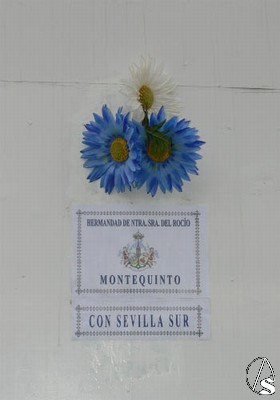 HERMANDAD DE NTRA. SRA. DEL ROCÍO
MONTEQUINTO
CON SEVILLA SUR